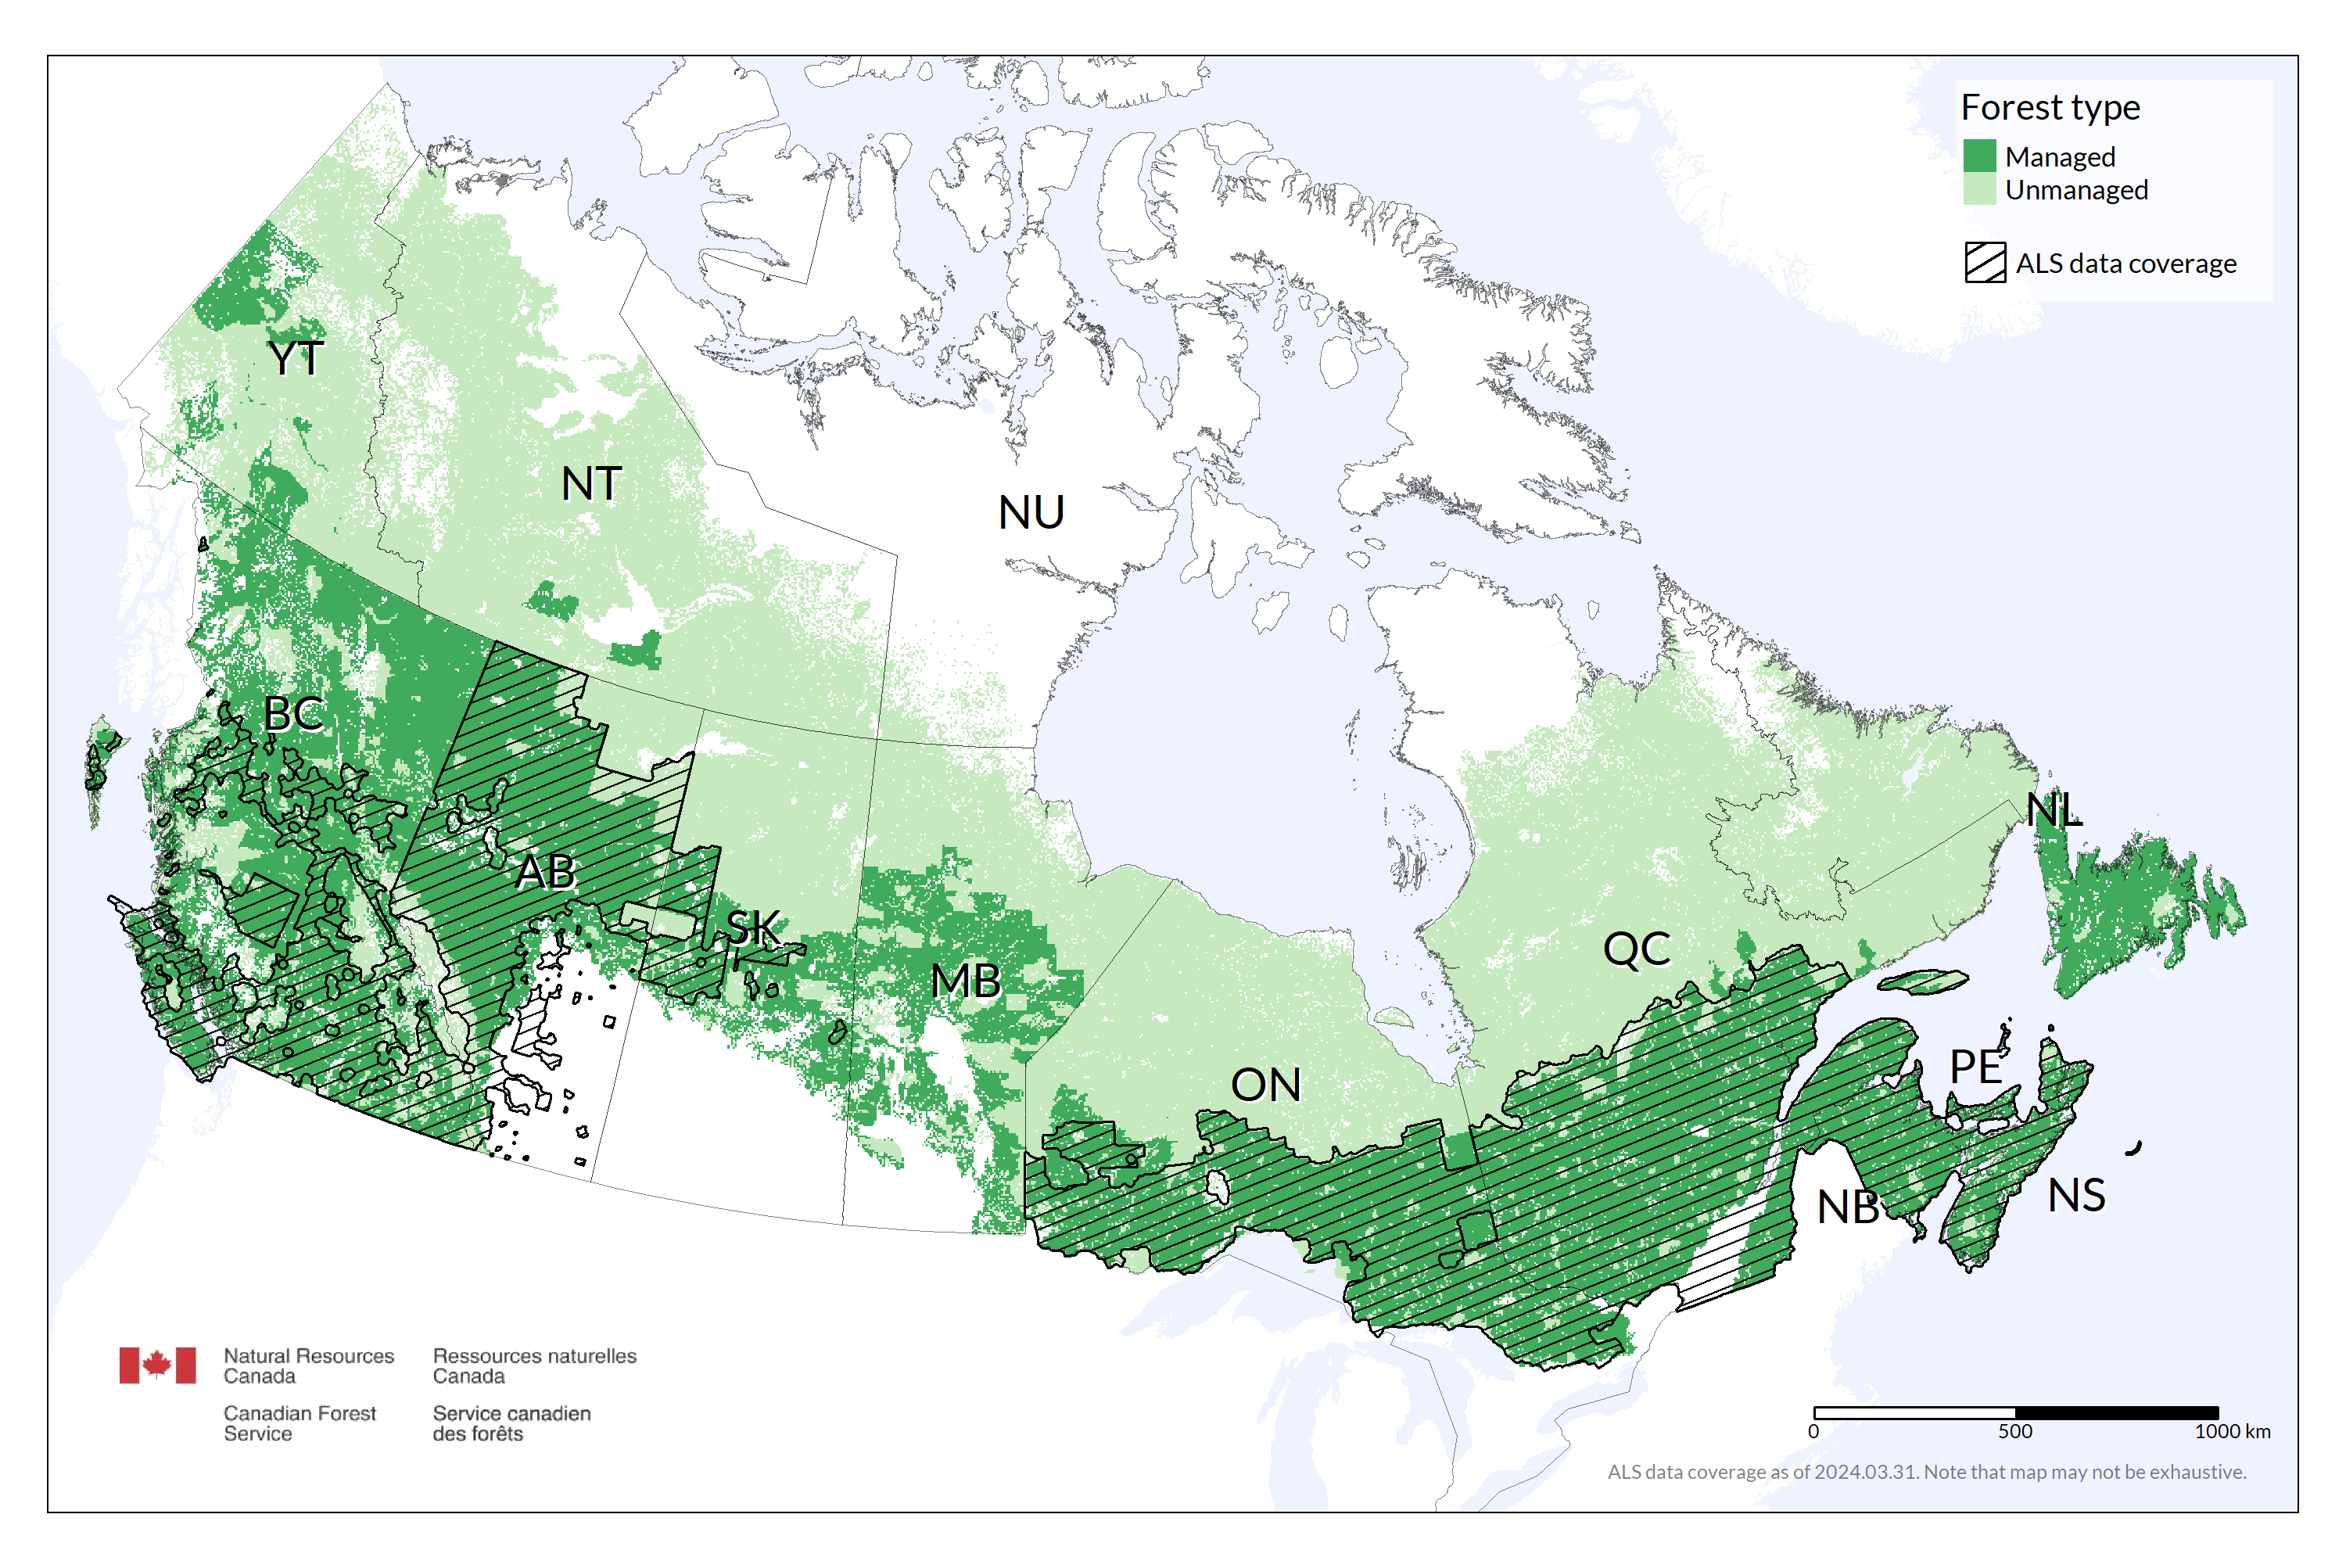 Forest type
Managed
Unmanaged
ALS data coverage
YT
NT
NU
BC
AB
SK
MB
ON
QC
NL
PE
NB
NS
Natural Resources
Canada
Ressources naturelles
Canada
Canadian Forest
Service
Service canadien
des forêts
0
500
1000 km
ALS data coverage as of 2024.03.31. Note that map may not be exhaustive.